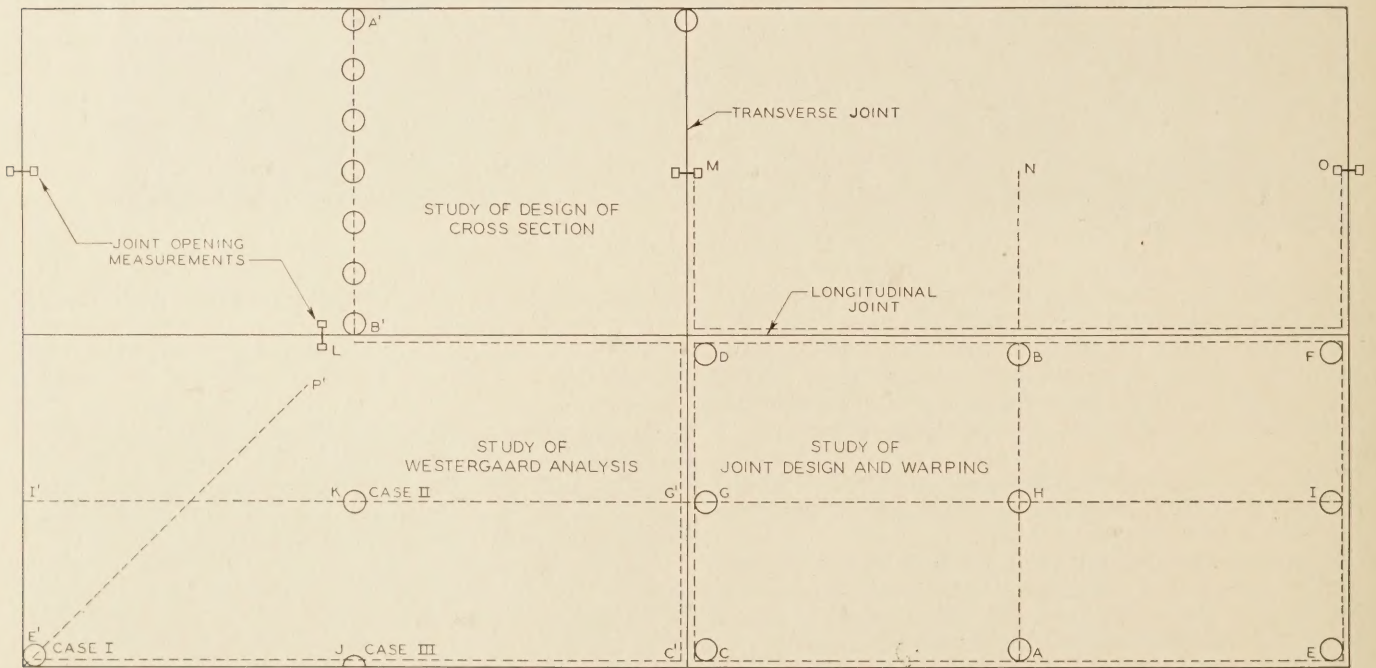 A'
TRANSVERSE JOINT
M
N
O
STUDY OF DESIGN OF
CROSS SECTION
JOINT OPENING
MEASUREMENTS
LONGITUDINAL
JOINT
B'
L
D
B
F
P'
STUDY OF
WESTERGAARD ANALYSIS
STUDY OF
JOINT DESIGN AND WARPING
I'
K
CASE II
G'
G
H
I
E'
CASE I
J
CASE III
C'
C
A
E